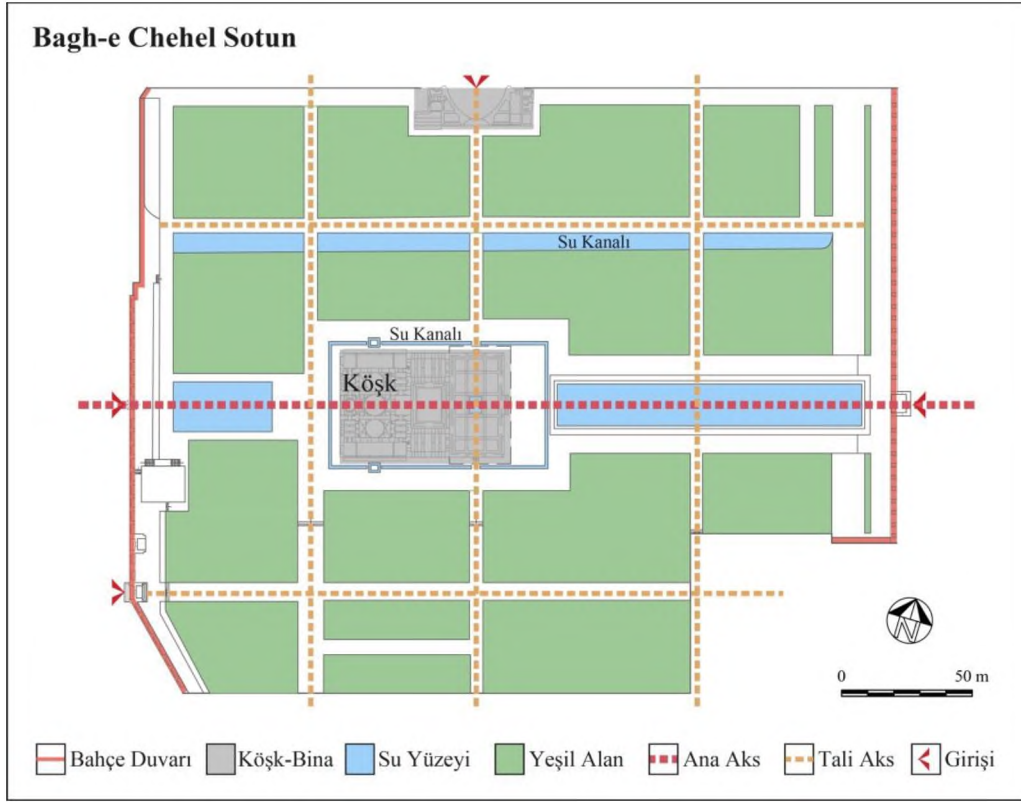 Bagh-e Chehel Sotun
Su Kanalı
Su Kanalı
Köşk
N
0 50 m
Bahçe Duvarı Köşk-Bina Su Yüzeyi Yeşil Alan Ana Aks Tali Aks Girişi